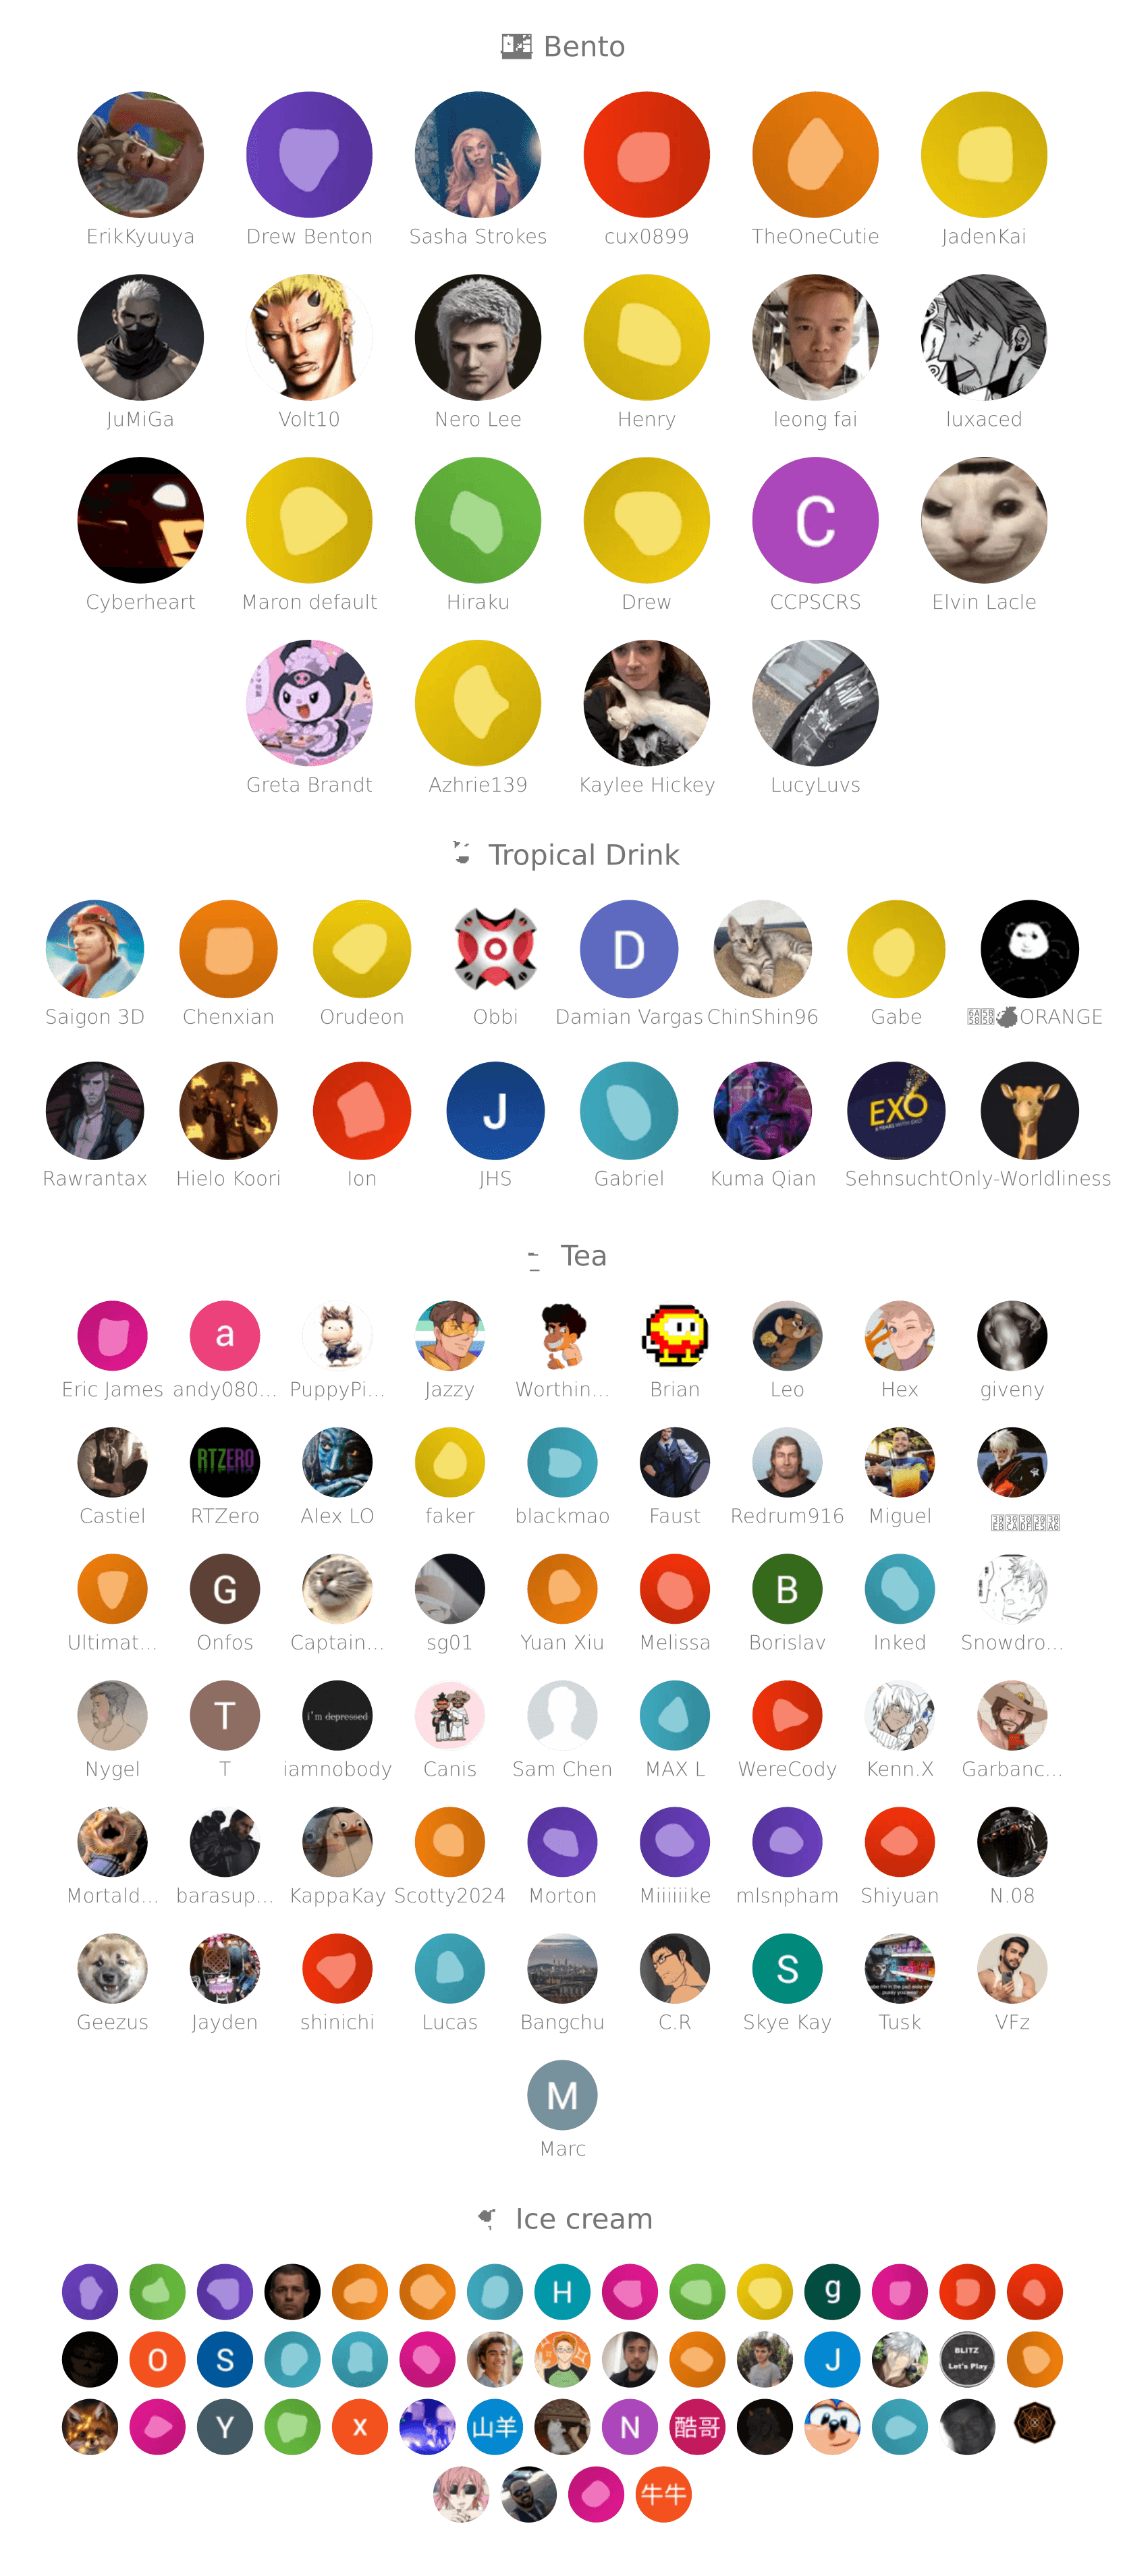 Bento
ErikKyuuya Drew Benton Sasha Strokes cux0899 TheOneCutie JadenKai
JuMiGa Volt10 Nero Lee Henry leong fai luxaced
C
Cyberheart Maron default Hiraku Drew CCPSCRS Elvin Lacle
Greta Brandt Azhrie139 Kaylee Hickey LucyLuvs
Tropical Drink
D
Saigon 3D Chenxian Orudeon Obbi Damian Vargas ChinShin96 Gabe ORANGE
J EXO
Rawrantax Hielo Koori Ion JHS Gabriel Kuma Qian Sehnsucht Only-Worldliness
Tea
a
Eric James andy080... PuppyPi... Jazzy Worthin... Brian Leo Hex giveny
RTZERO
Castiel RTZero Alex LO faker blackmao Faust Redrum916 Miguel
G B
Ultimat... Onfos Captain... sg01 Yuan Xiu Melissa Borislav Inked Snowdro...
T i'm depressed
Nygel T iamnobody Canis Sam Chen MAX L WereCody Kenn.X Garbanc...
Mortald... barasup... KappaKay Scotty2024 Morton Miiiiiike mlsnpham Shiyuan N.08
S
Geezus Jayden shinichi Lucas Bangchu C.R Skye Kay Tusk VFz
M
Marc
Ice cream
H g
O S J BLITZ
Let's Play
Y x 山羊 N 酷哥
牛牛